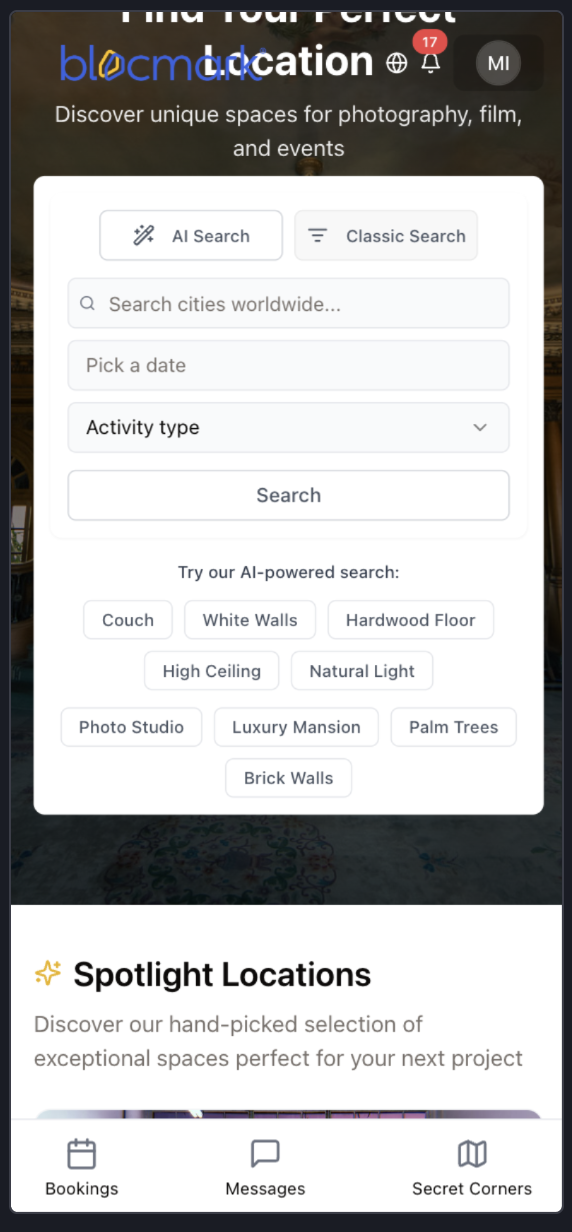 Find Your Perfect
Location
blocmark
17
MI
Discover unique spaces for photography, film,
and events
AI Search
Classic Search
Search cities worldwide...
Pick a date
Activity type
Search
Try our AI-powered search:
Couch
White Walls
Hardwood Floor
High Ceiling
Natural Light
Photo Studio
Luxury Mansion
Palm Trees
Brick Walls
Spotlight Locations
Discover our hand-picked selection of
exceptional spaces perfect for your next project
Bookings
Messages
Secret Corners